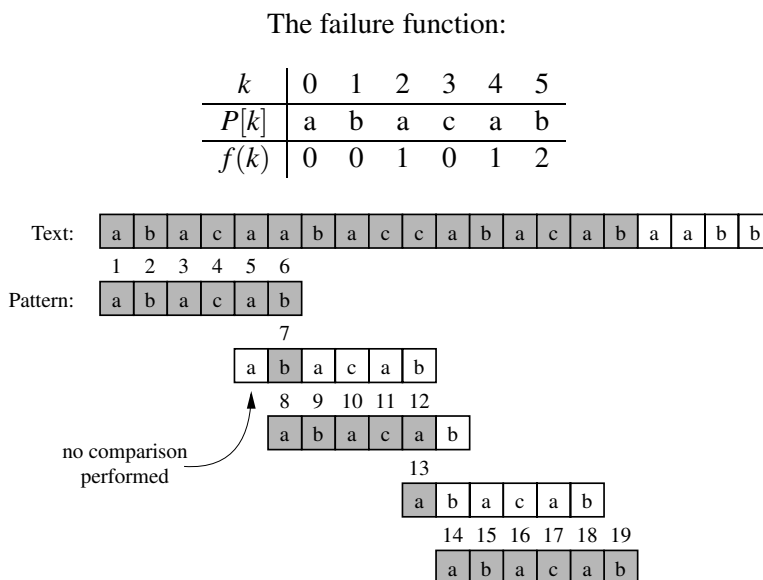 The failure function:
k 0 1 2 3 4 5
P[k] a b a c a b
f(k) 0 0 1 0 1 2
Text: a b a c a a b a c c a b a c a b a a b b
1 2 3 4 5 6
Pattern: a b a c a b
7
a b a c a b
8 9 10 11 12
a b a c a b
no comparison
performed
13
a b a c a b
14 15 16 17 18 19
a b a c a b